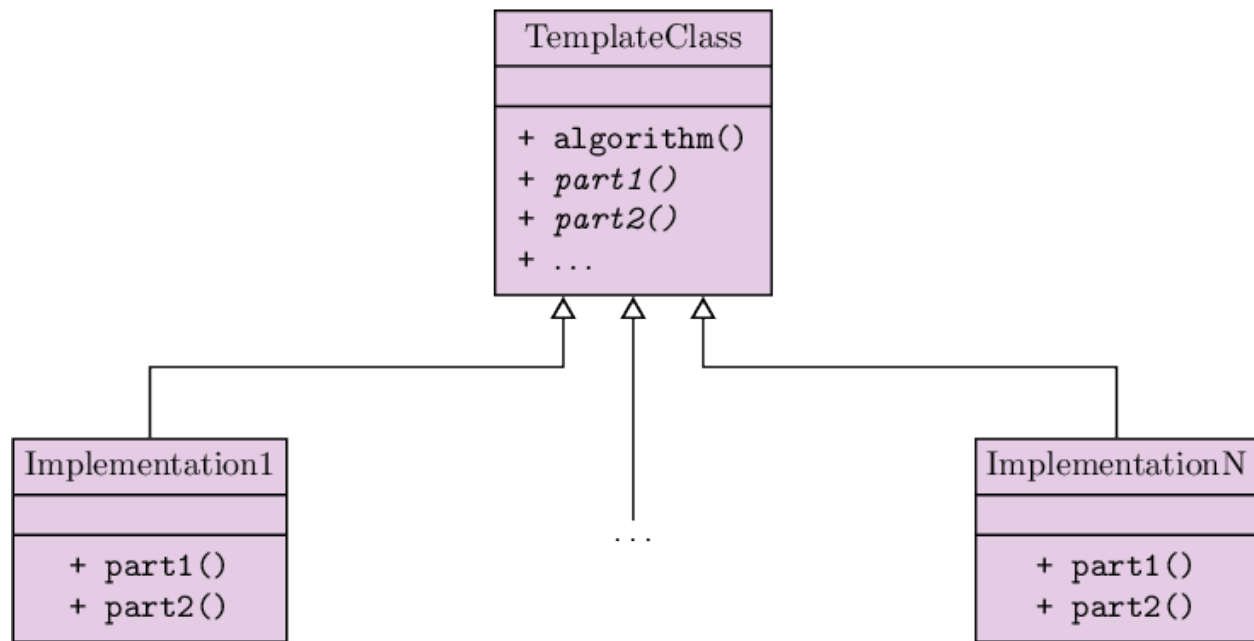 TemplateClass
+ algorithm()
+ part1()
+ part2()
+ ...
Implementation1
+ part1()
+ part2()
...
ImplementationN
+ part1()
+ part2()